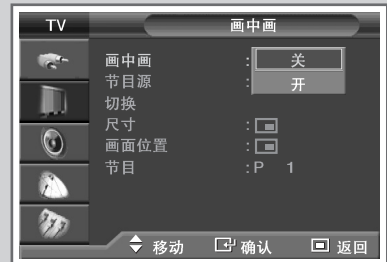 TV 画中画
画中画 : 关
节目源 : 开
切换
尺寸 :
画面位置 :
节目 : P 1
移动 确认 返回